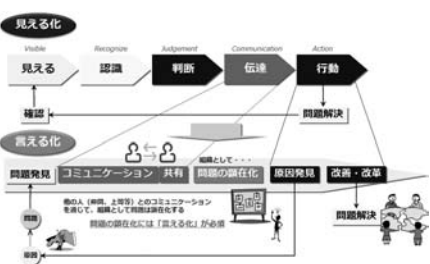 見える化
Visible
Recognize
Judgement
Communication
Action
見える
認識
判断
伝達
行動
確認
問題解決
言える化
組織として・・・
問題発見
コミュニケーション
共有
問題の顕在化
原因発見
改善・改革
他の人（仲間、上司等）とのコミュニケーション
を通じて、組織として問題は顕在化する
問題の顕在化には「言える化」が必須
問題
問題解決